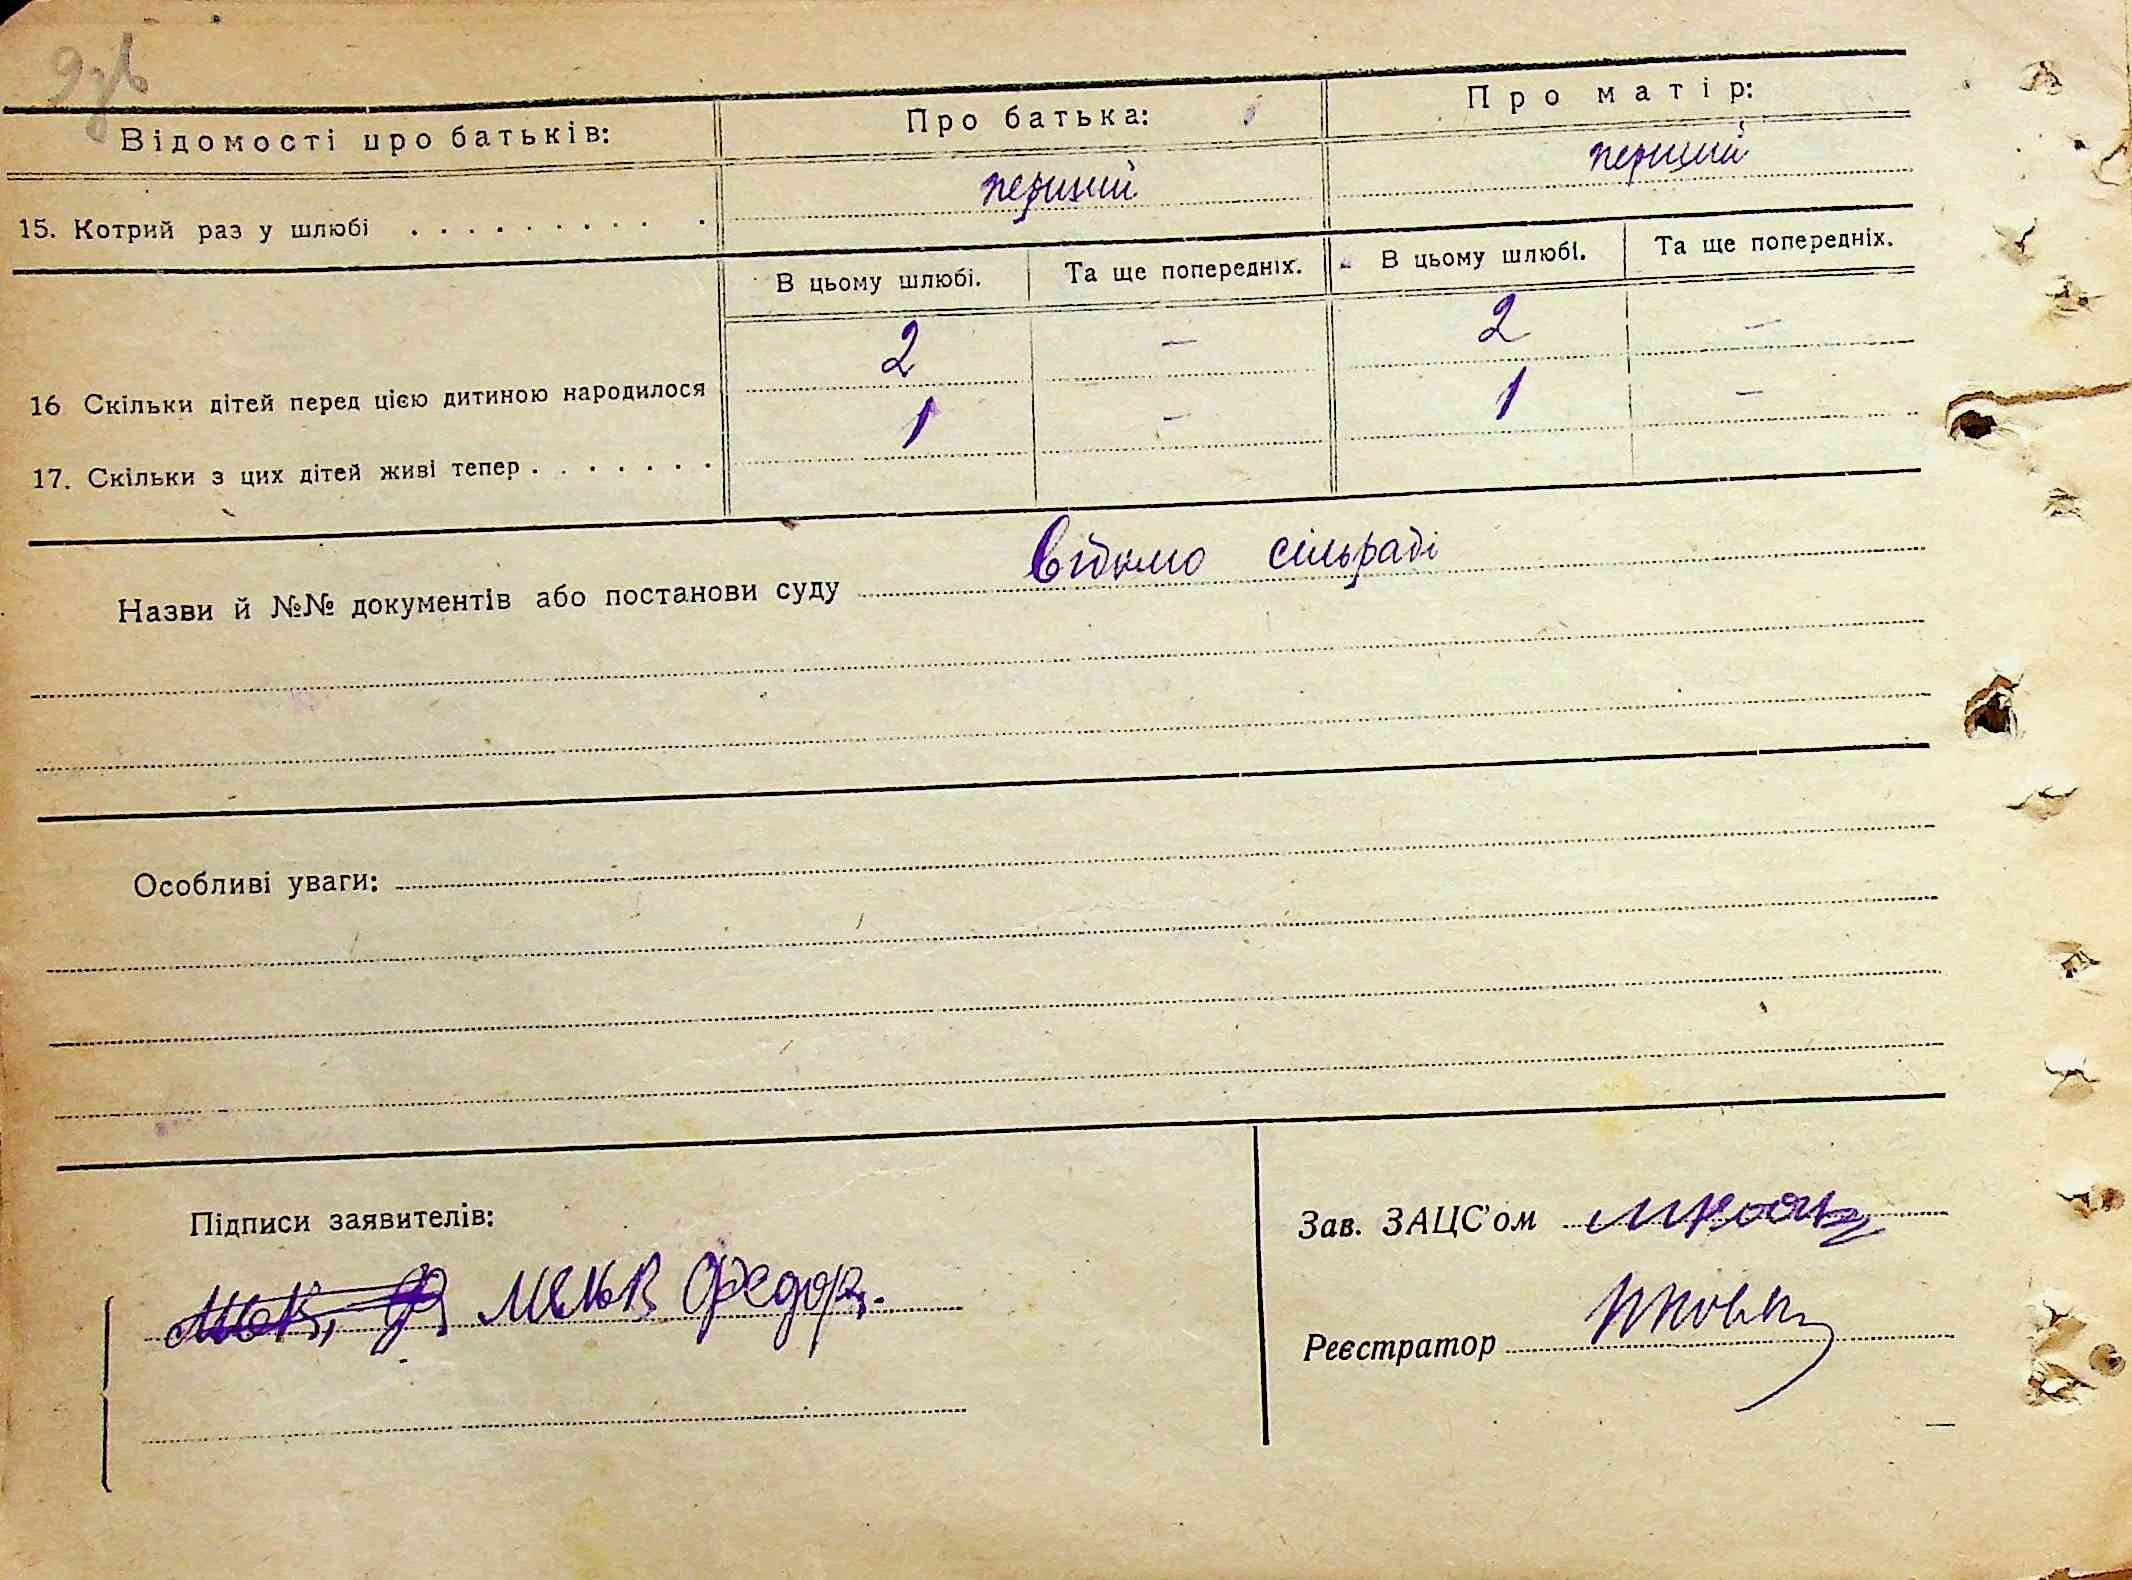 Відомості про батьків: Про батька: Про матір:
15. Котрий раз у шлюбі . . . . . . . . . . перший перший
В цьому шлюбі. Та ще попередніх. В цьому шлюбі. Та ще попередніх.
16 Скільки дітей перед цією дитиною народилося 2 — 2 —
17. Скільки з цих дітей живі тепер . . . . . . . 1 — 1 —
Назви й №№ документів або постанови суду відомо сільраді
Особливі уваги:
Підписи заявителів:
Зав. ЗАЦС'ом
Федор.
Реєстратор